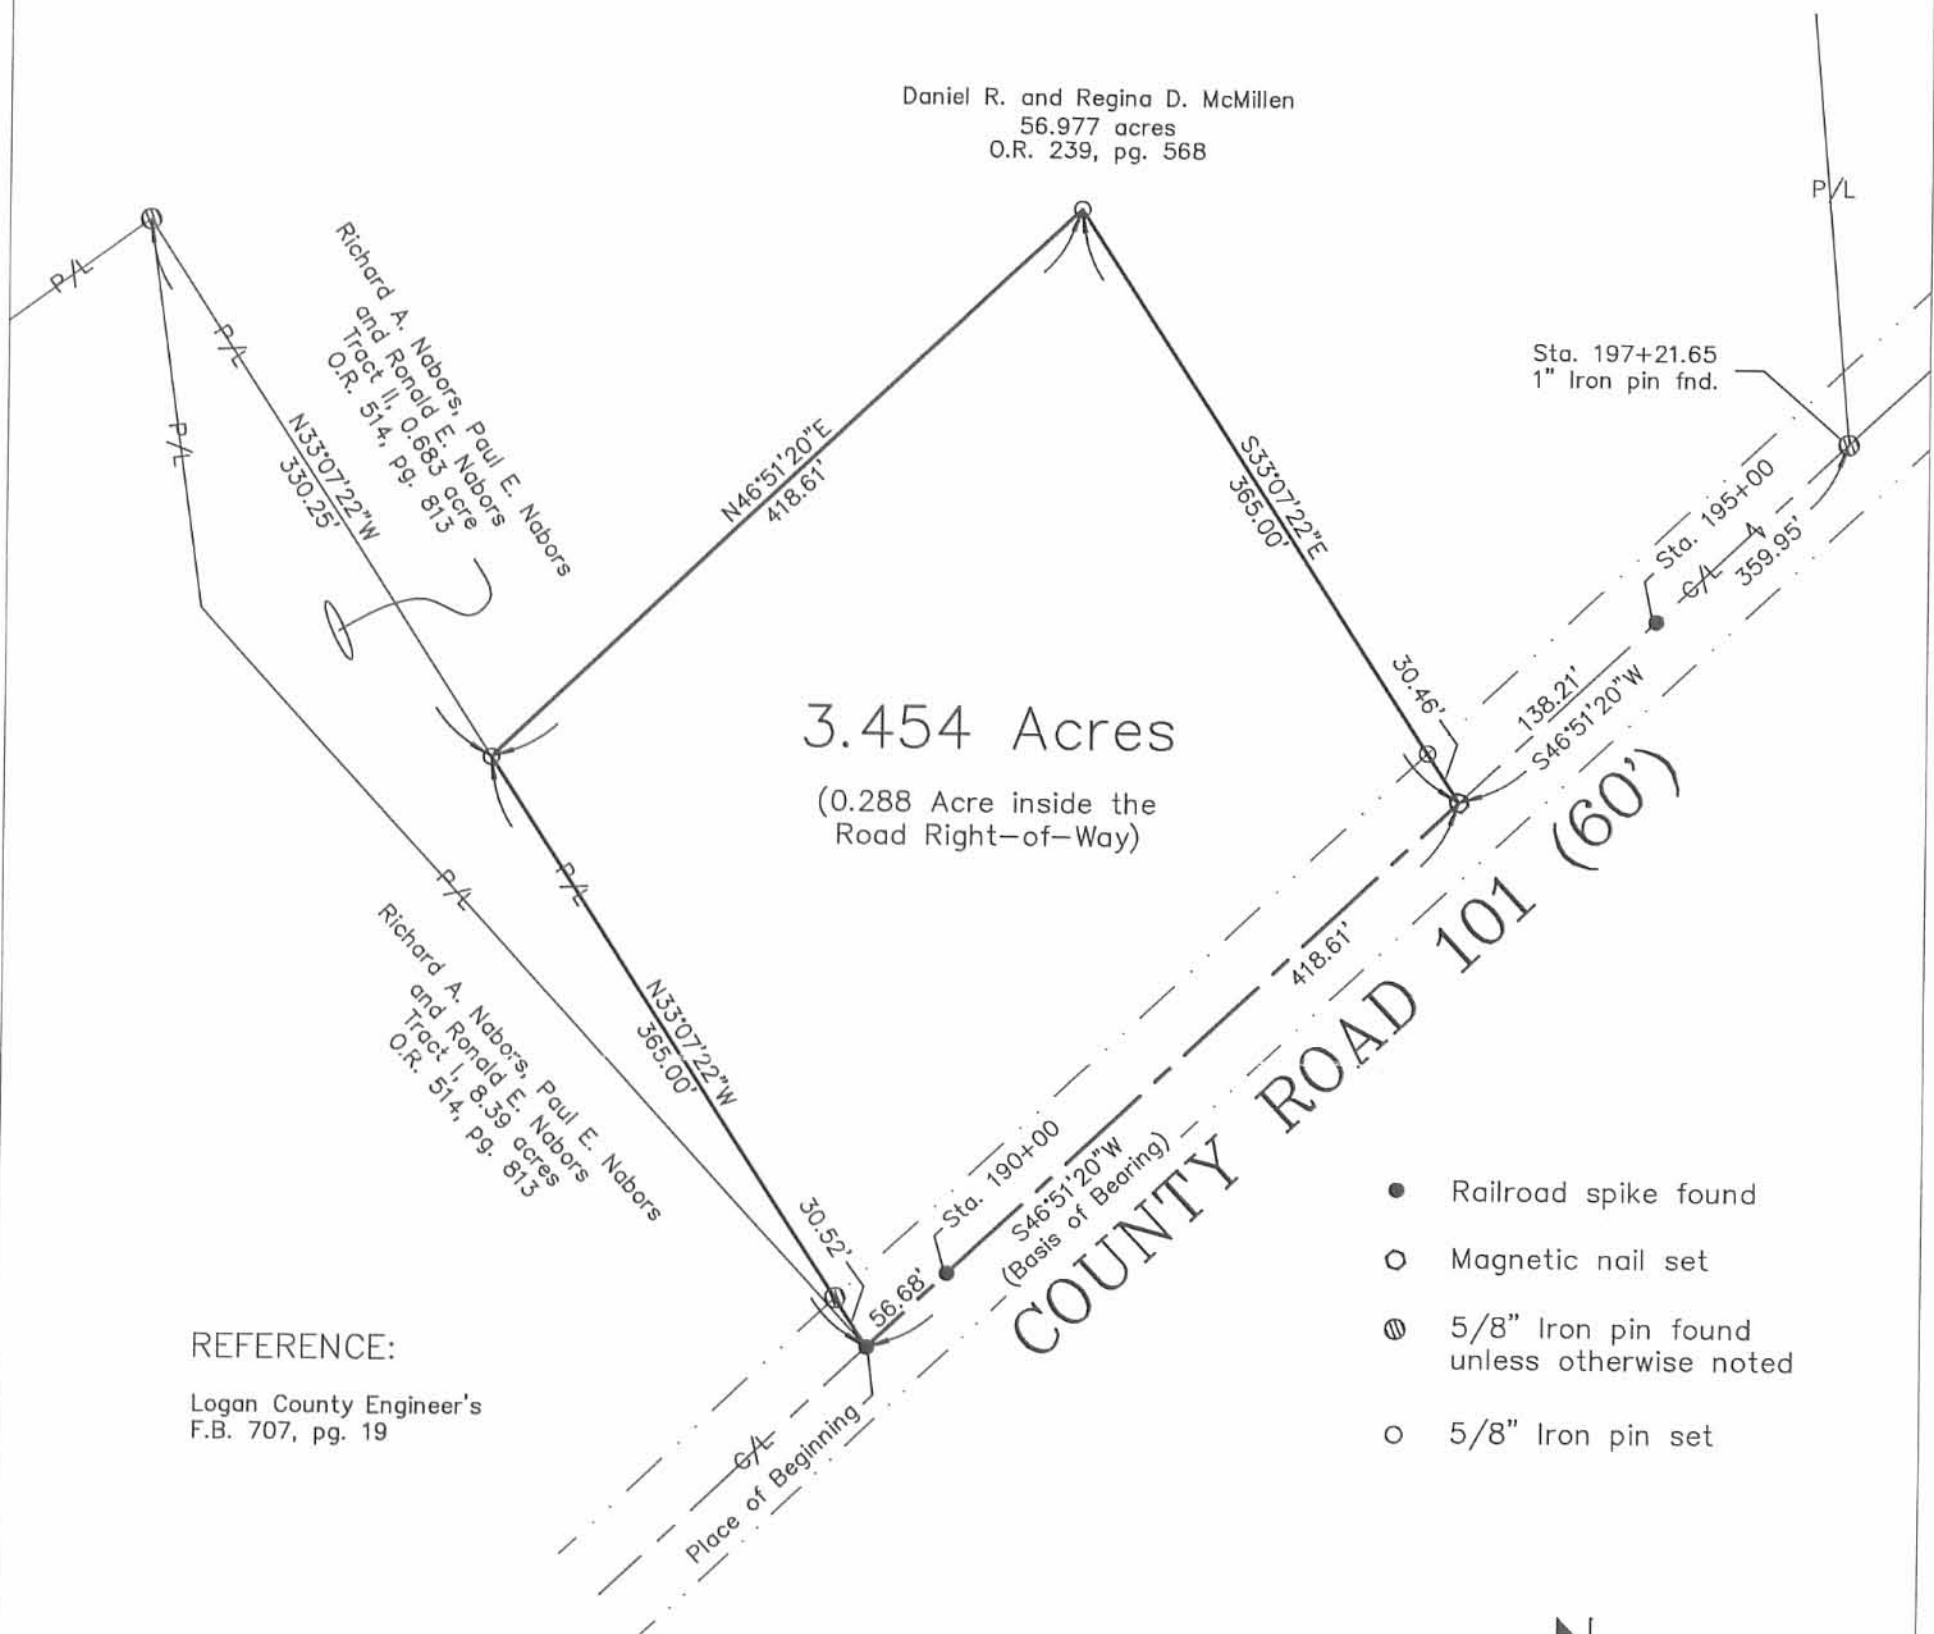 Daniel R. and Regina D. McMillen
56.977 acres
O.R. 239, pg. 568
P/L
P/L
Richard A. Nabors, Paul E. Nabors
and Ronald E. Nabors
Tract II, 0.683 acre
O.R. 514, pg. 813
P/L
P/L
N33°07'22"W
330.25'
N46°51'20"E
418.61'
S33°07'22"E
365.00'
Sta. 197+21.65
1" Iron pin fnd.
Sta. 195+00
C/L
359.95'
30.46'
138.21'
S46°51'20"W
3.454 Acres
(0.288 Acre inside the
Road Right-of-Way)
P/L
P/L
Richard A. Nabors, Paul E. Nabors
and Ronald E. Nabors
Tract I, 8.39 acres
O.R. 514, pg. 813
N33°07'22"W
365.00'
418.61'
COUNTY ROAD 101 (60')
30.52'
Sta. 190+00
S46°51'20"W
(Basis of Bearing)
56.68'
C/L
Place of Beginning
Railroad spike found
Magnetic nail set
5/8" Iron pin found
unless otherwise noted
5/8" Iron pin set
REFERENCE:
Logan County Engineer's
F.B. 707, pg. 19